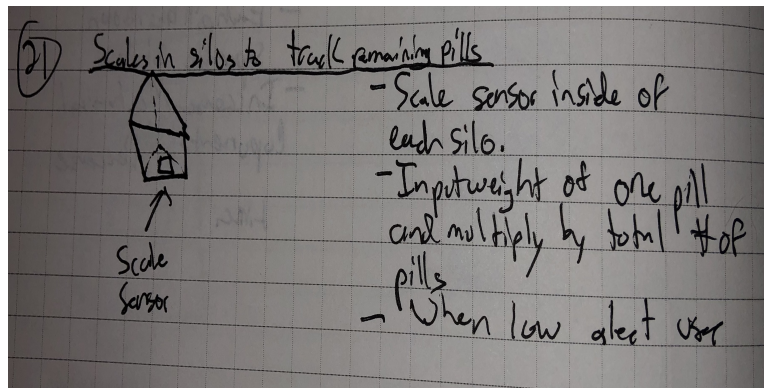 21
Scales in silos to track remaining pills
- Scale sensor inside of
each silo.
- Input weight of one pill
and multiply by total # of
pills
- When low alert user
Scale
Sensor